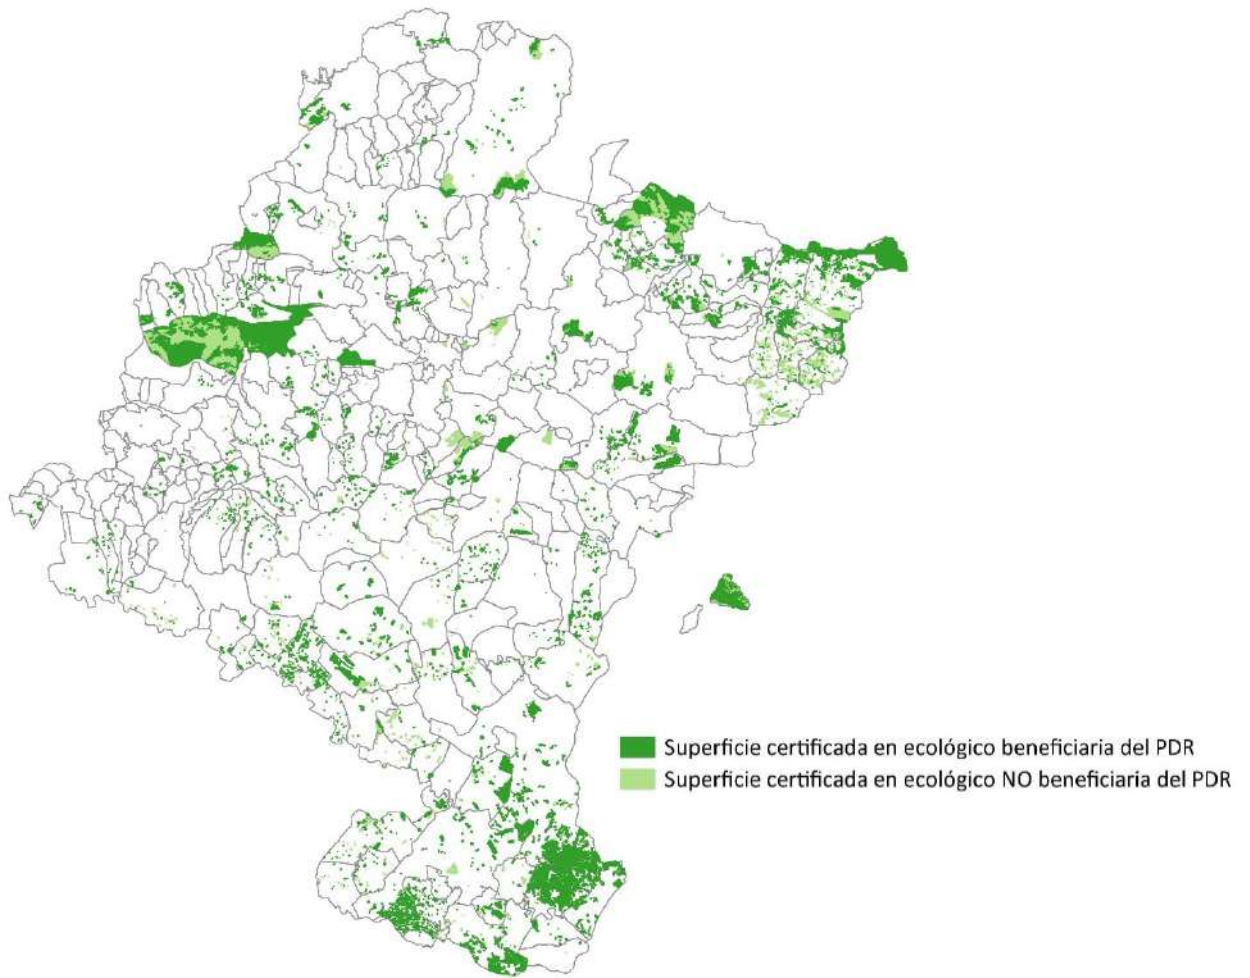 Superficie certificada en ecológico beneficiaria del PDR
Superficie certificada en ecológico NO beneficiaria del PDR